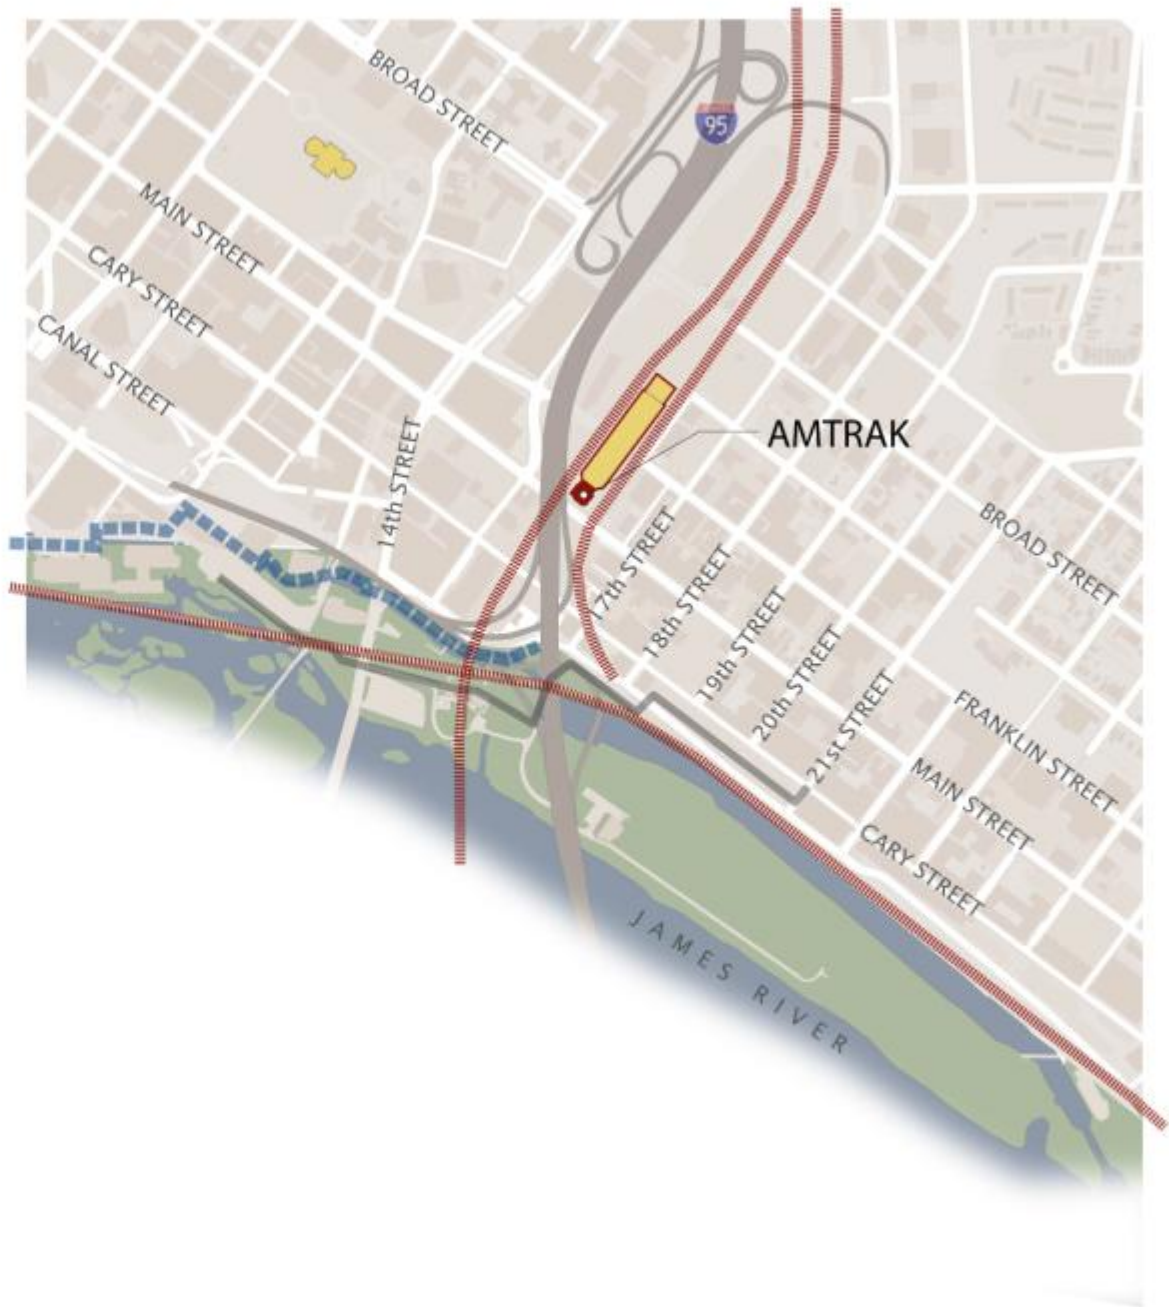 BROAD STREET
95
MAIN STREET
CARY STREET
CANAL STREET
14th STREET
AMTRAK
17th STREET
18th STREET
19th STREET
20th STREET
21st STREET
BROAD STREET
FRANKLIN STREET
MAIN STREET
CARY STREET
JAMES RIVER